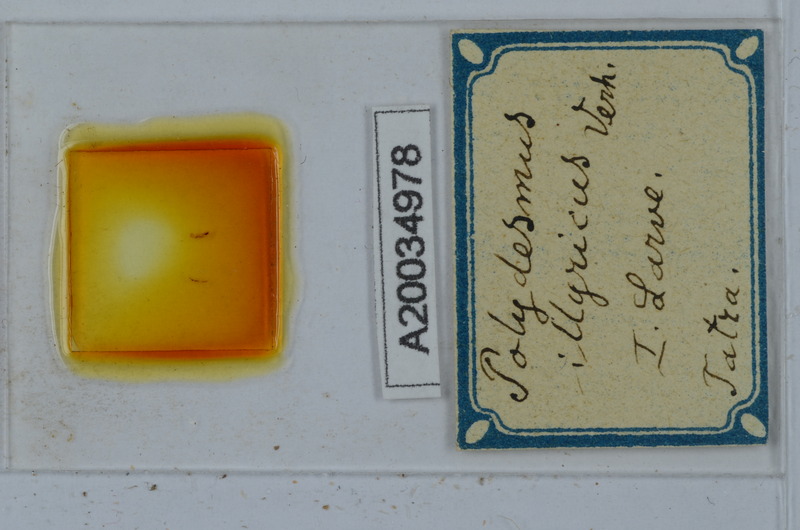 A20034978
Polydesmus
illyricus Verh.
I. Larve.
Tatra.